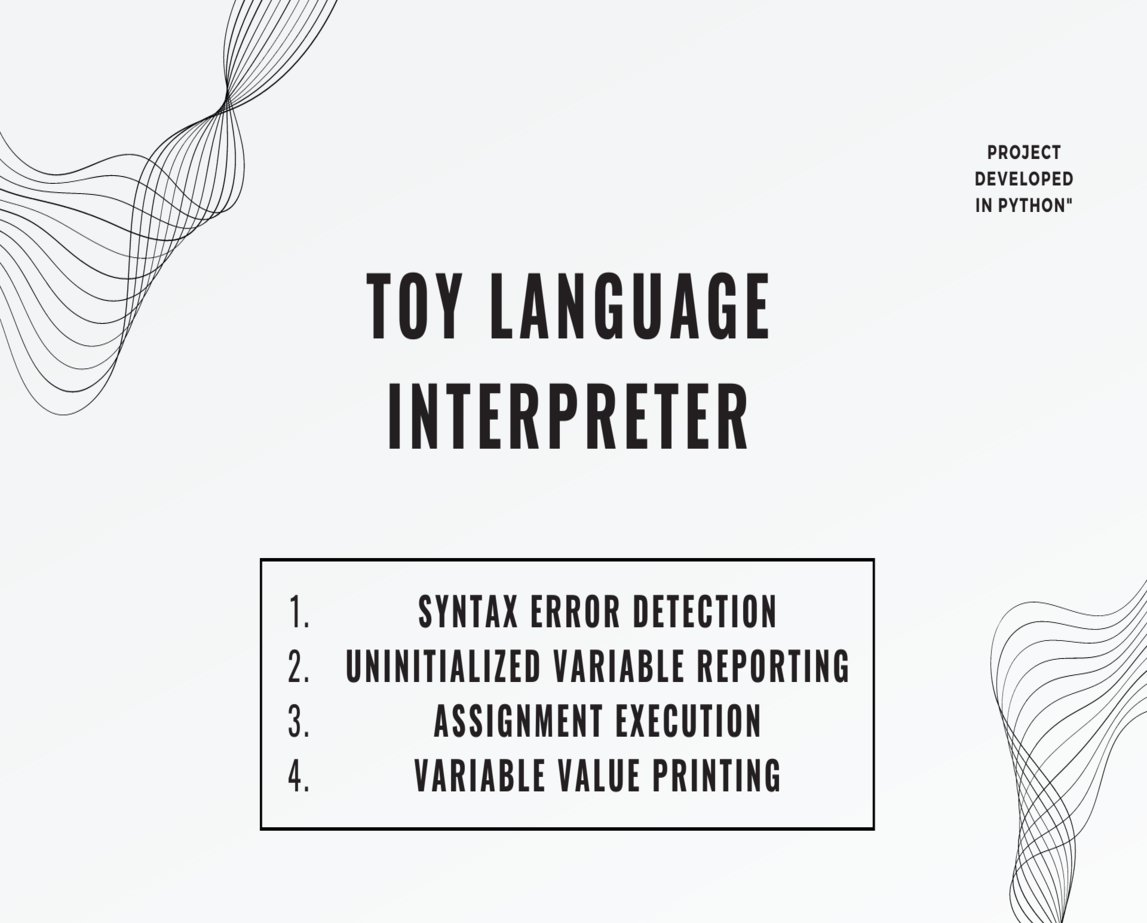 PROJECT
DEVELOPED
IN PYTHON"
TOY LANGUAGE
INTERPRETER
1. SYNTAX ERROR DETECTION
2. UNINITIALIZED VARIABLE REPORTING
3. ASSIGNMENT EXECUTION
4. VARIABLE VALUE PRINTING